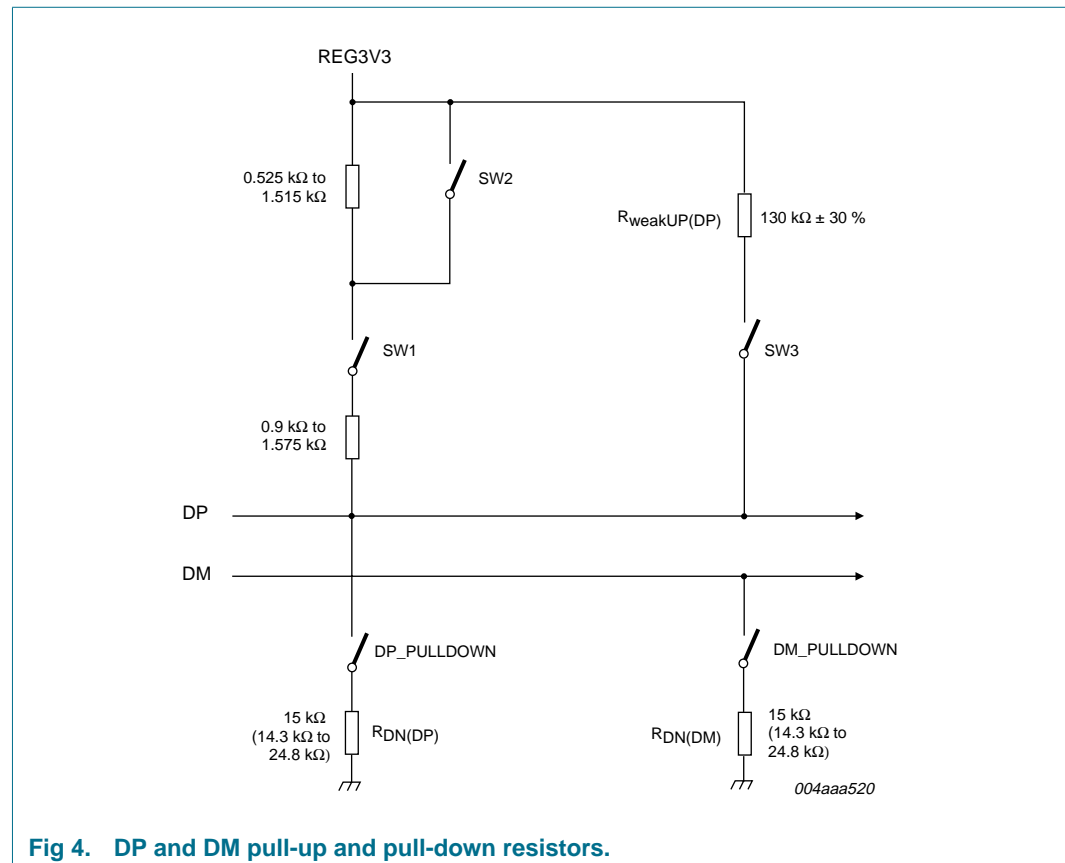 REG3V3
0.525 kΩ to
1.515 kΩ
SW2
RweakUP(DP)
130 kΩ ± 30 %
SW1
SW3
0.9 kΩ to
1.575 kΩ
DP
DM
DP_PULLDOWN
DM_PULLDOWN
15 kΩ
(14.3 kΩ to
24.8 kΩ)
RDN(DP)
RDN(DM)
15 kΩ
(14.3 kΩ to
24.8 kΩ)
004aaa520
Fig 4. DP and DM pull-up and pull-down resistors.